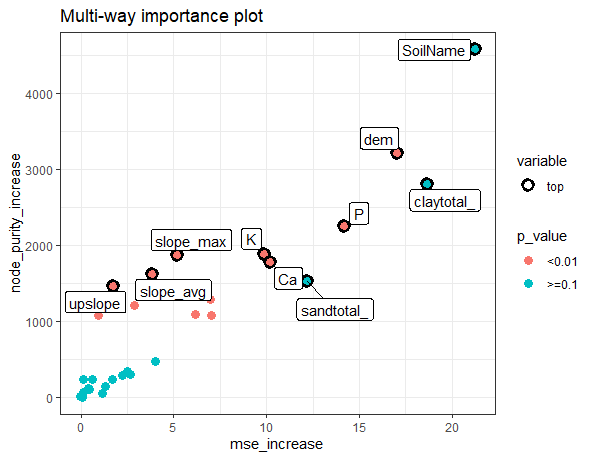 Multi-way importance plot
node_purity_increase
4000
3000
2000
1000
0
SoilName
dem
claytotal_
P
K
slope_max
Ca
slope_avg
upslope
sandtotal_
0
5
10
15
20
mse_increase
variable
top
p_value
<0.01
>=0.1